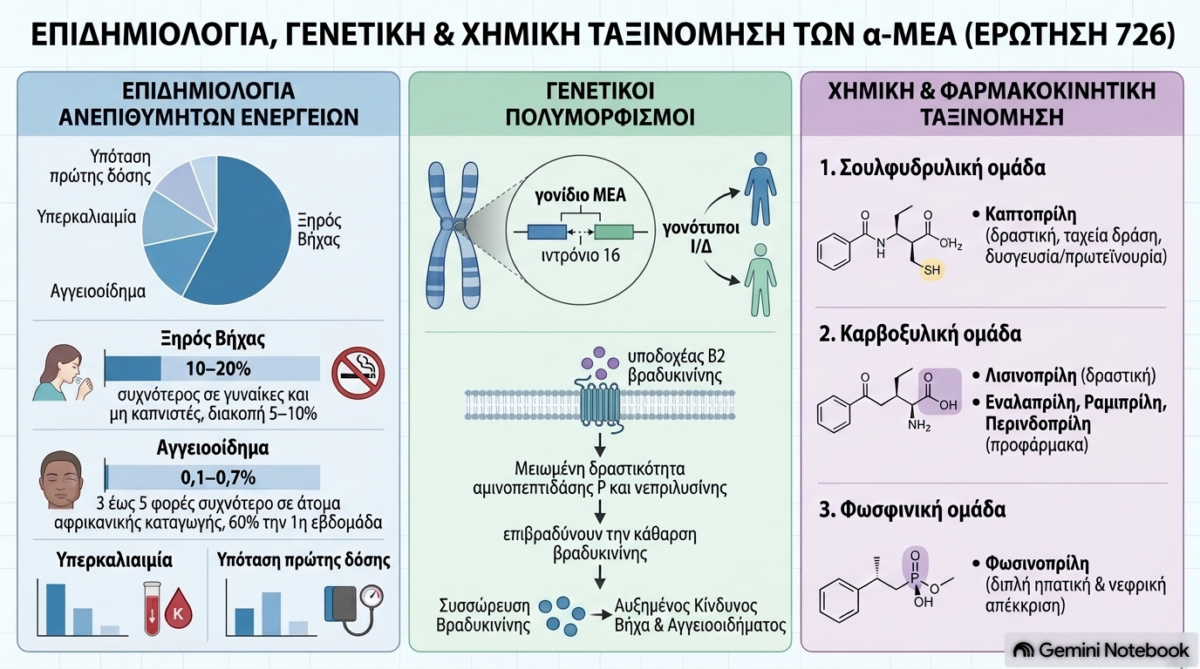 ΕΠΙΔΗΜΙΟΛΟΓΙΑ, ΓΕΝΕΤΙΚΗ & ΧΗΜΙΚΗ ΤΑΞΙΝΟΜΗΣΗ ΤΩΝ α-ΜΕΑ (ΕΡΩΤΗΣΗ 726)
ΕΠΙΔΗΜΙΟΛΟΓΙΑ
ΑΝΕΠΙΘΥΜΗΤΩΝ ΕΝΕΡΓΕΙΩΝ
Υπόταση
πρώτης δόσης
Υπερκαλιαιμία
Αγγειοοίδημα
Ξηρός
Βήχας
Ξηρός Βήχας
10–20%
συχνότερος σε γυναίκες και
μη καπνιστές, διακοπή 5–10%
Αγγειοοίδημα
0,1–0,7%
3 έως 5 φορές συχνότερο σε άτομα
αφρικανικής καταγωγής, 60% την 1η εβδομάδα
Υπερκαλιαιμία
K
Υπόταση πρώτης δόσης
ΓΕΝΕΤΙΚΟΙ
ΠΟΛΥΜΟΡΦΙΣΜΟΙ
γονίδιο ΜΕΑ
ιντρόνιο 16
γονότυποι
Ι/Δ
υποδοχέας Β2
βραδυκινίνης
Μειωμένη δραστικότητα
αμινοπεπτιδάσης Ρ και νεπριλυσίνης
επιβραδύνουν την κάθαρση
βραδυκινίνης
Συσσώρευση
Βραδυκινίνης
Αυξημένος Κίνδυνος
Βήχα & Αγγειοοιδήματος
ΧΗΜΙΚΗ & ΦΑΡΜΑΚΟΚΙΝΗΤΙΚΗ
ΤΑΞΙΝΟΜΗΣΗ
1. Σουλφυδρυλική ομάδα
O
N
H
O
OH₂
SH
• Καπτοπρίλη
(δραστική, ταχεία δράση,
δυσγευσία/πρωτεϊνουρία)
2. Καρβοξυλική ομάδα
O
O
OH
NH₂
• Λισινοπρίλη (δραστική)
• Εναλαπρίλη, Ραμιπρίλη,
Περινδοπρίλη
(προφάρμακα)
3. Φωσφινική ομάδα
O
P
O
OH
• Φωσινοπρίλη
(διπλή ηπατική & νεφρική
απέκκριση)
Gemini Notebook